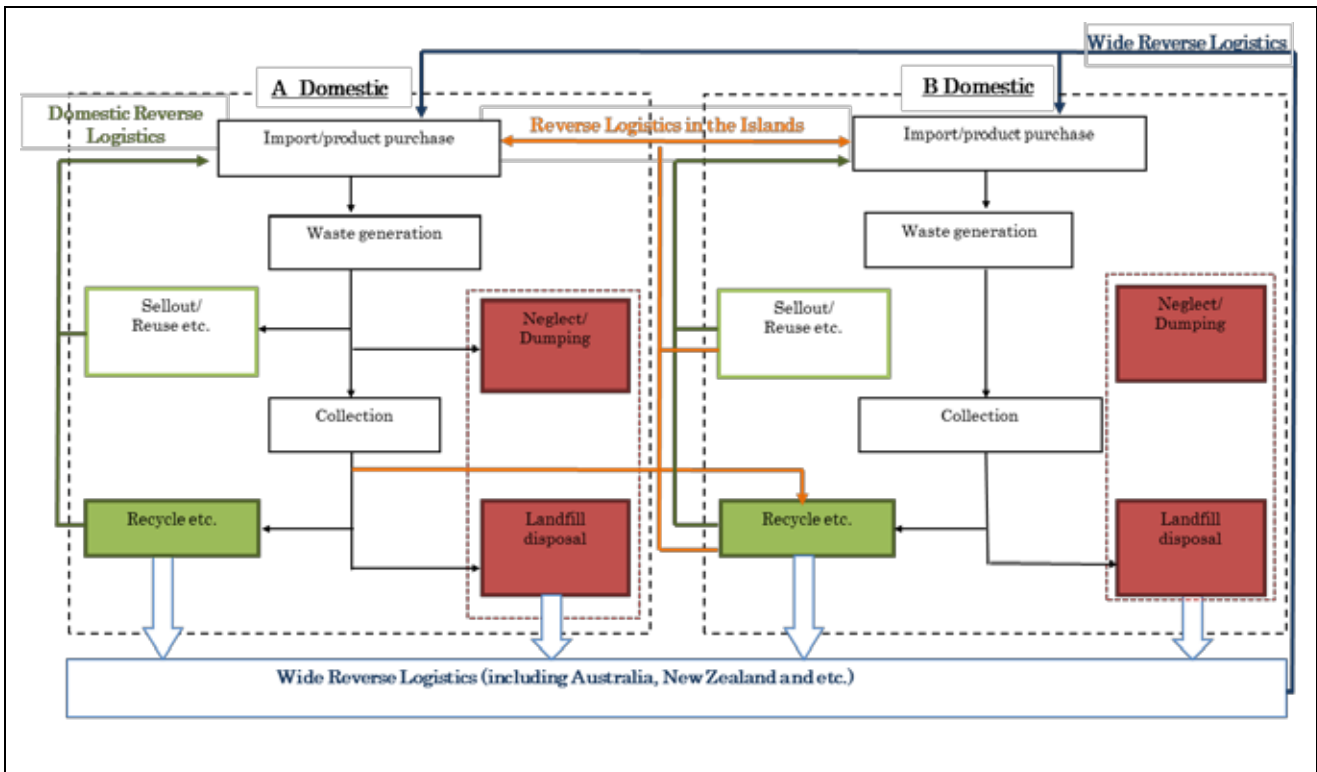 Wide Reverse Logistics
A Domestic
B Domestic
Domestic Reverse
Logistics
Reverse Logistics in the Islands
Import/product purchase
Import/product purchase
Waste generation
Waste generation
Sellout/
Reuse etc.
Neglect/
Dumping
Sellout/
Reuse etc.
Neglect/
Dumping
Collection
Collection
Recycle etc.
Landfill
disposal
Recycle etc.
Landfill
disposal
Wide Reverse Logistics (including Australia, New Zealand and etc.)